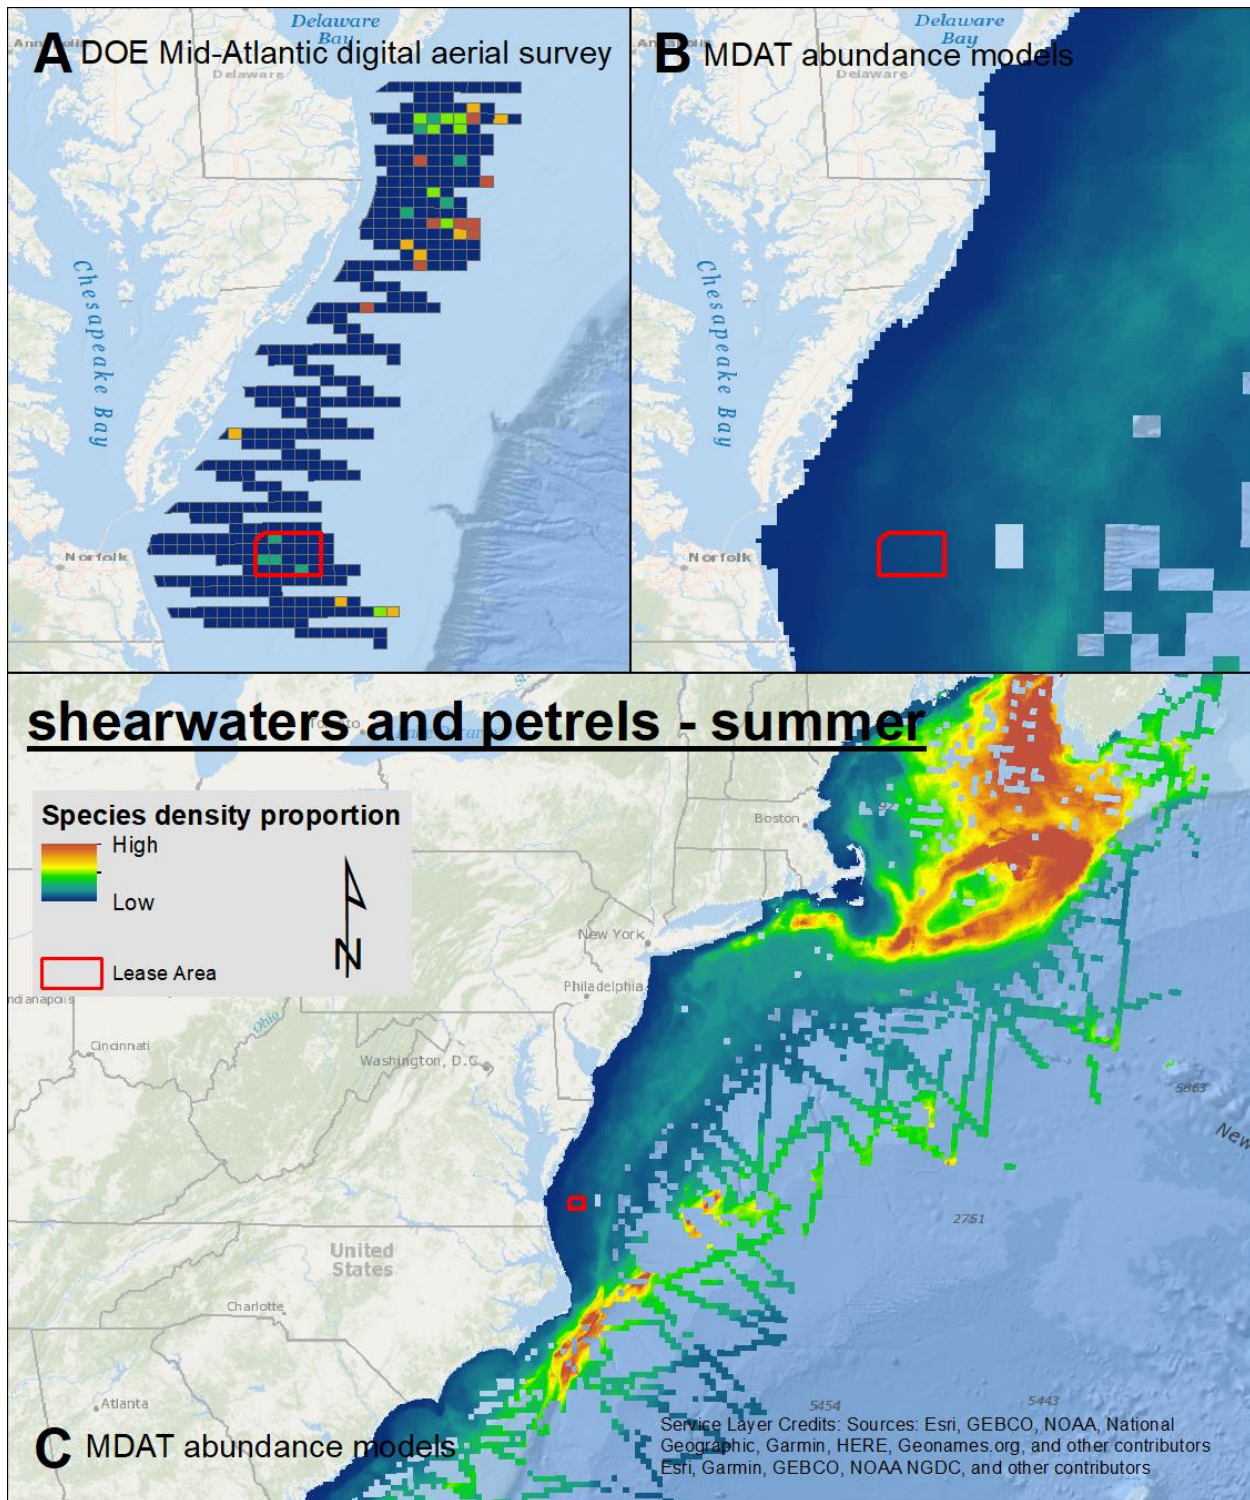 Delaware
Bay
A DOE Mid-Atlantic digital aerial survey
Delaware
Chesapeake Bay
Norfolk
Delaware
Bay
B MDAT abundance models
Delaware
Chesapeake Bay
Norfolk
shearwaters and petrels - summer
Species density proportion
High
Low
N
Lease Area
Boston
New York
Philadelphia
ndianapolis
Ohio
Cincinnati
Washington, D.C.
5863
New
2751
United
States
Charlotte
Atlanta
5454
5443
C MDAT abundance models
Service Layer Credits: Sources: Esri, GEBCO, NOAA, National
Geographic, Garmin, HERE, Geonames.org, and other contributors
Esri, Garmin, GEBCO, NOAA NGDC, and other contributors